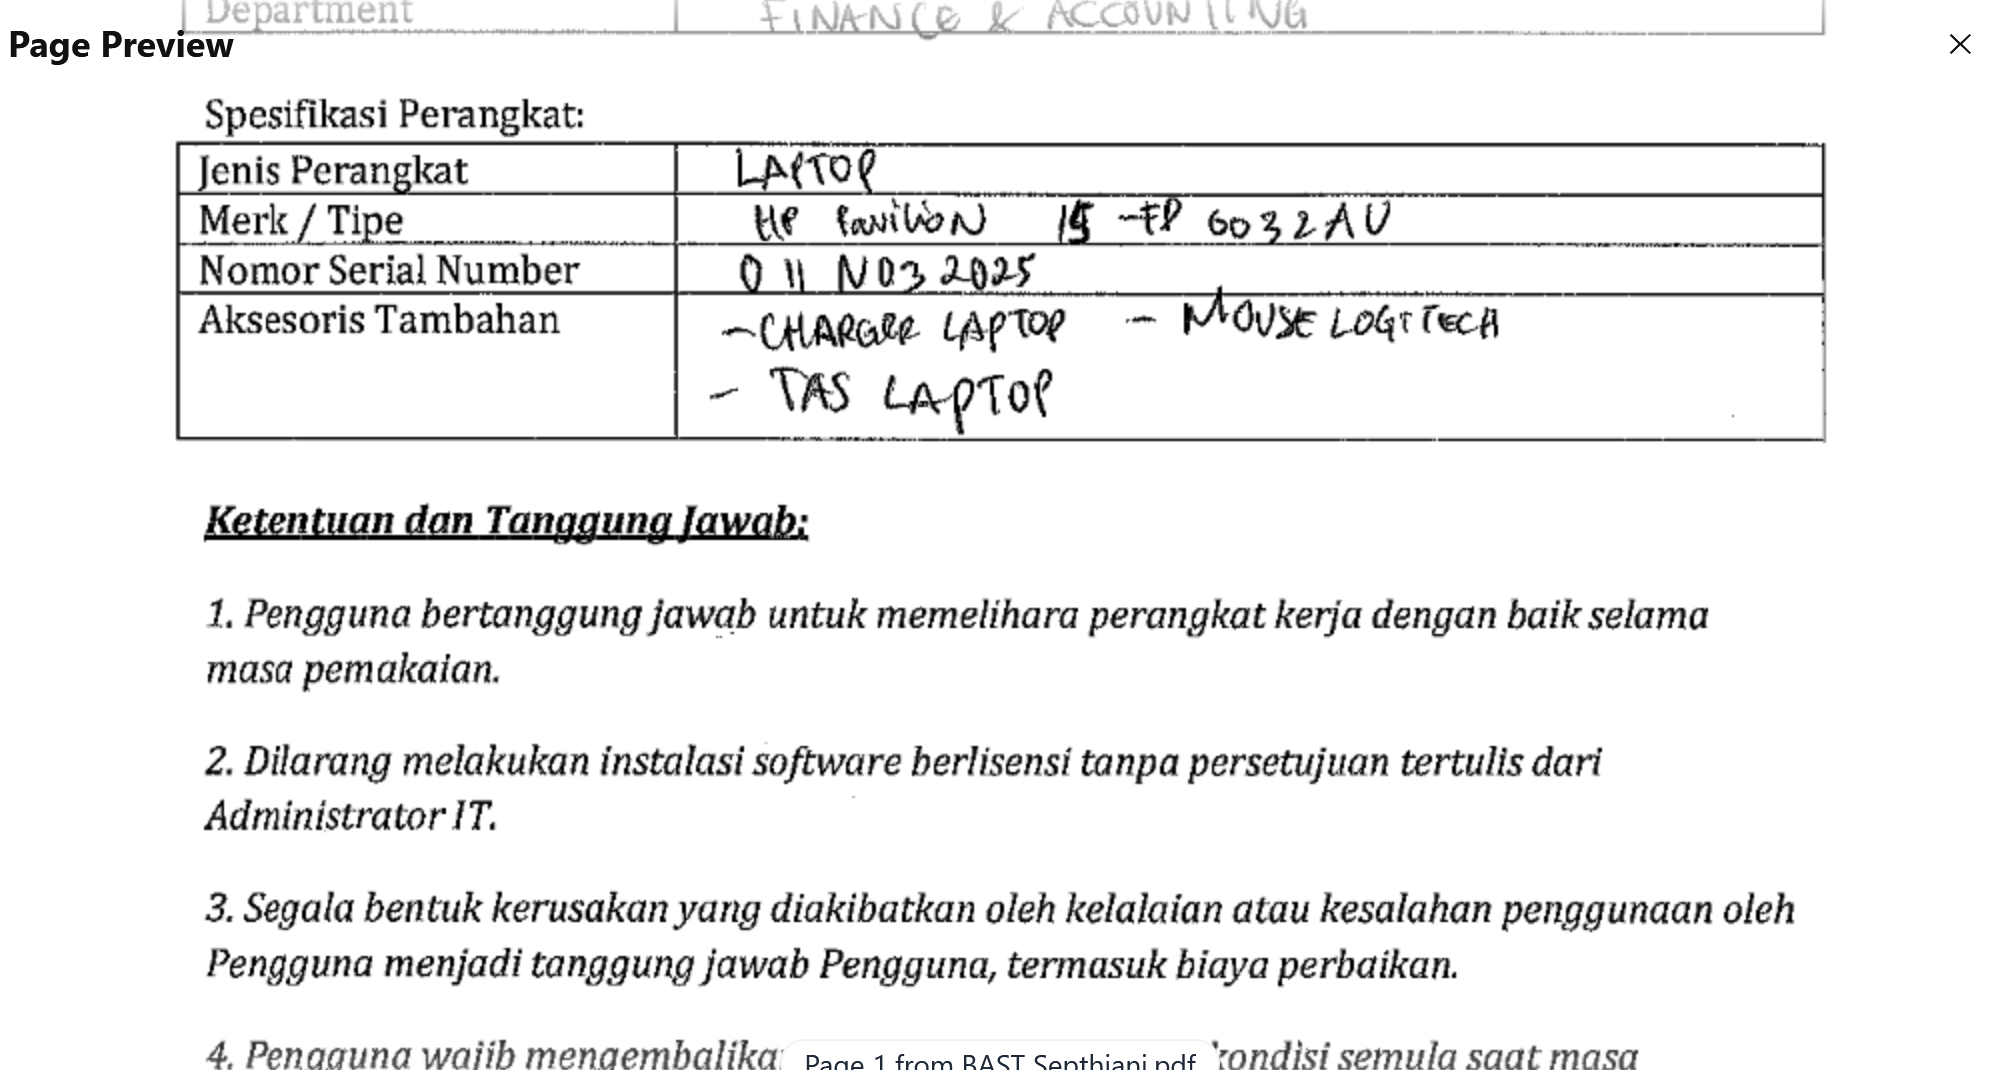 Department FINANCE & ACCOUNTING
Page Preview
Spesifikasi Perangkat:
Jenis Perangkat LAPTOP
Merk / Tipe HP Pavilion 15 -FP 6032AU
Nomor Serial Number 011 N03 2025
Aksesoris Tambahan -CHARGER LAPTOP - MOUSE LOGITECH
- TAS LAPTOP
Ketentuan dan Tanggung Jawab:
1. Pengguna bertanggung jawab untuk memelihara perangkat kerja dengan baik selama
masa pemakaian.
2. Dilarang melakukan instalasi software berlisensi tanpa persetujuan tertulis dari
Administrator IT.
3. Segala bentuk kerusakan yang diakibatkan oleh kelalaian atau kesalahan penggunaan oleh
Pengguna menjadi tanggung jawab Pengguna, termasuk biaya perbaikan.
4. Pengguna wajib mengembalika kondisi semula saat masa
Page 1 from BAST Septhiani.pdf